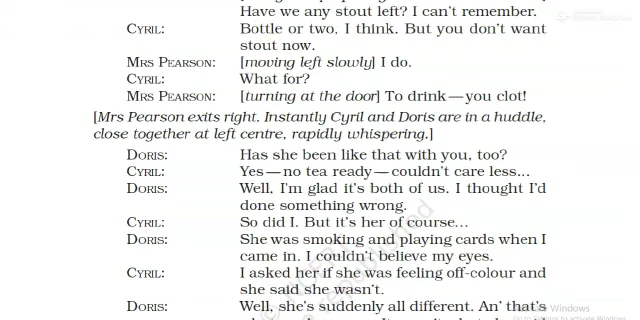 Have we any stout left? I can't remember.
CYRIL: Bottle or two, I think. But you don't want
stout now.
MRS PEARSON: [moving left slowly] I do.
CYRIL: What for?
MRS PEARSON: [turning at the door] To drink—you clot!
[Mrs Pearson exits right. Instantly Cyril and Doris are in a huddle,
close together at left centre, rapidly whispering.]
DORIS: Has she been like that with you, too?
CYRIL: Yes—no tea ready—couldn't care less...
DORIS: Well, I'm glad it's both of us. I thought I'd
done something wrong.
CYRIL: So did I. But it's her of course...
DORIS: She was smoking and playing cards when I
came in. I couldn't believe my eyes.
CYRIL: I asked her if she was feeling off-colour and
she said she wasn't.
DORIS: Well, she's suddenly all different. An' that's
Windows
republished